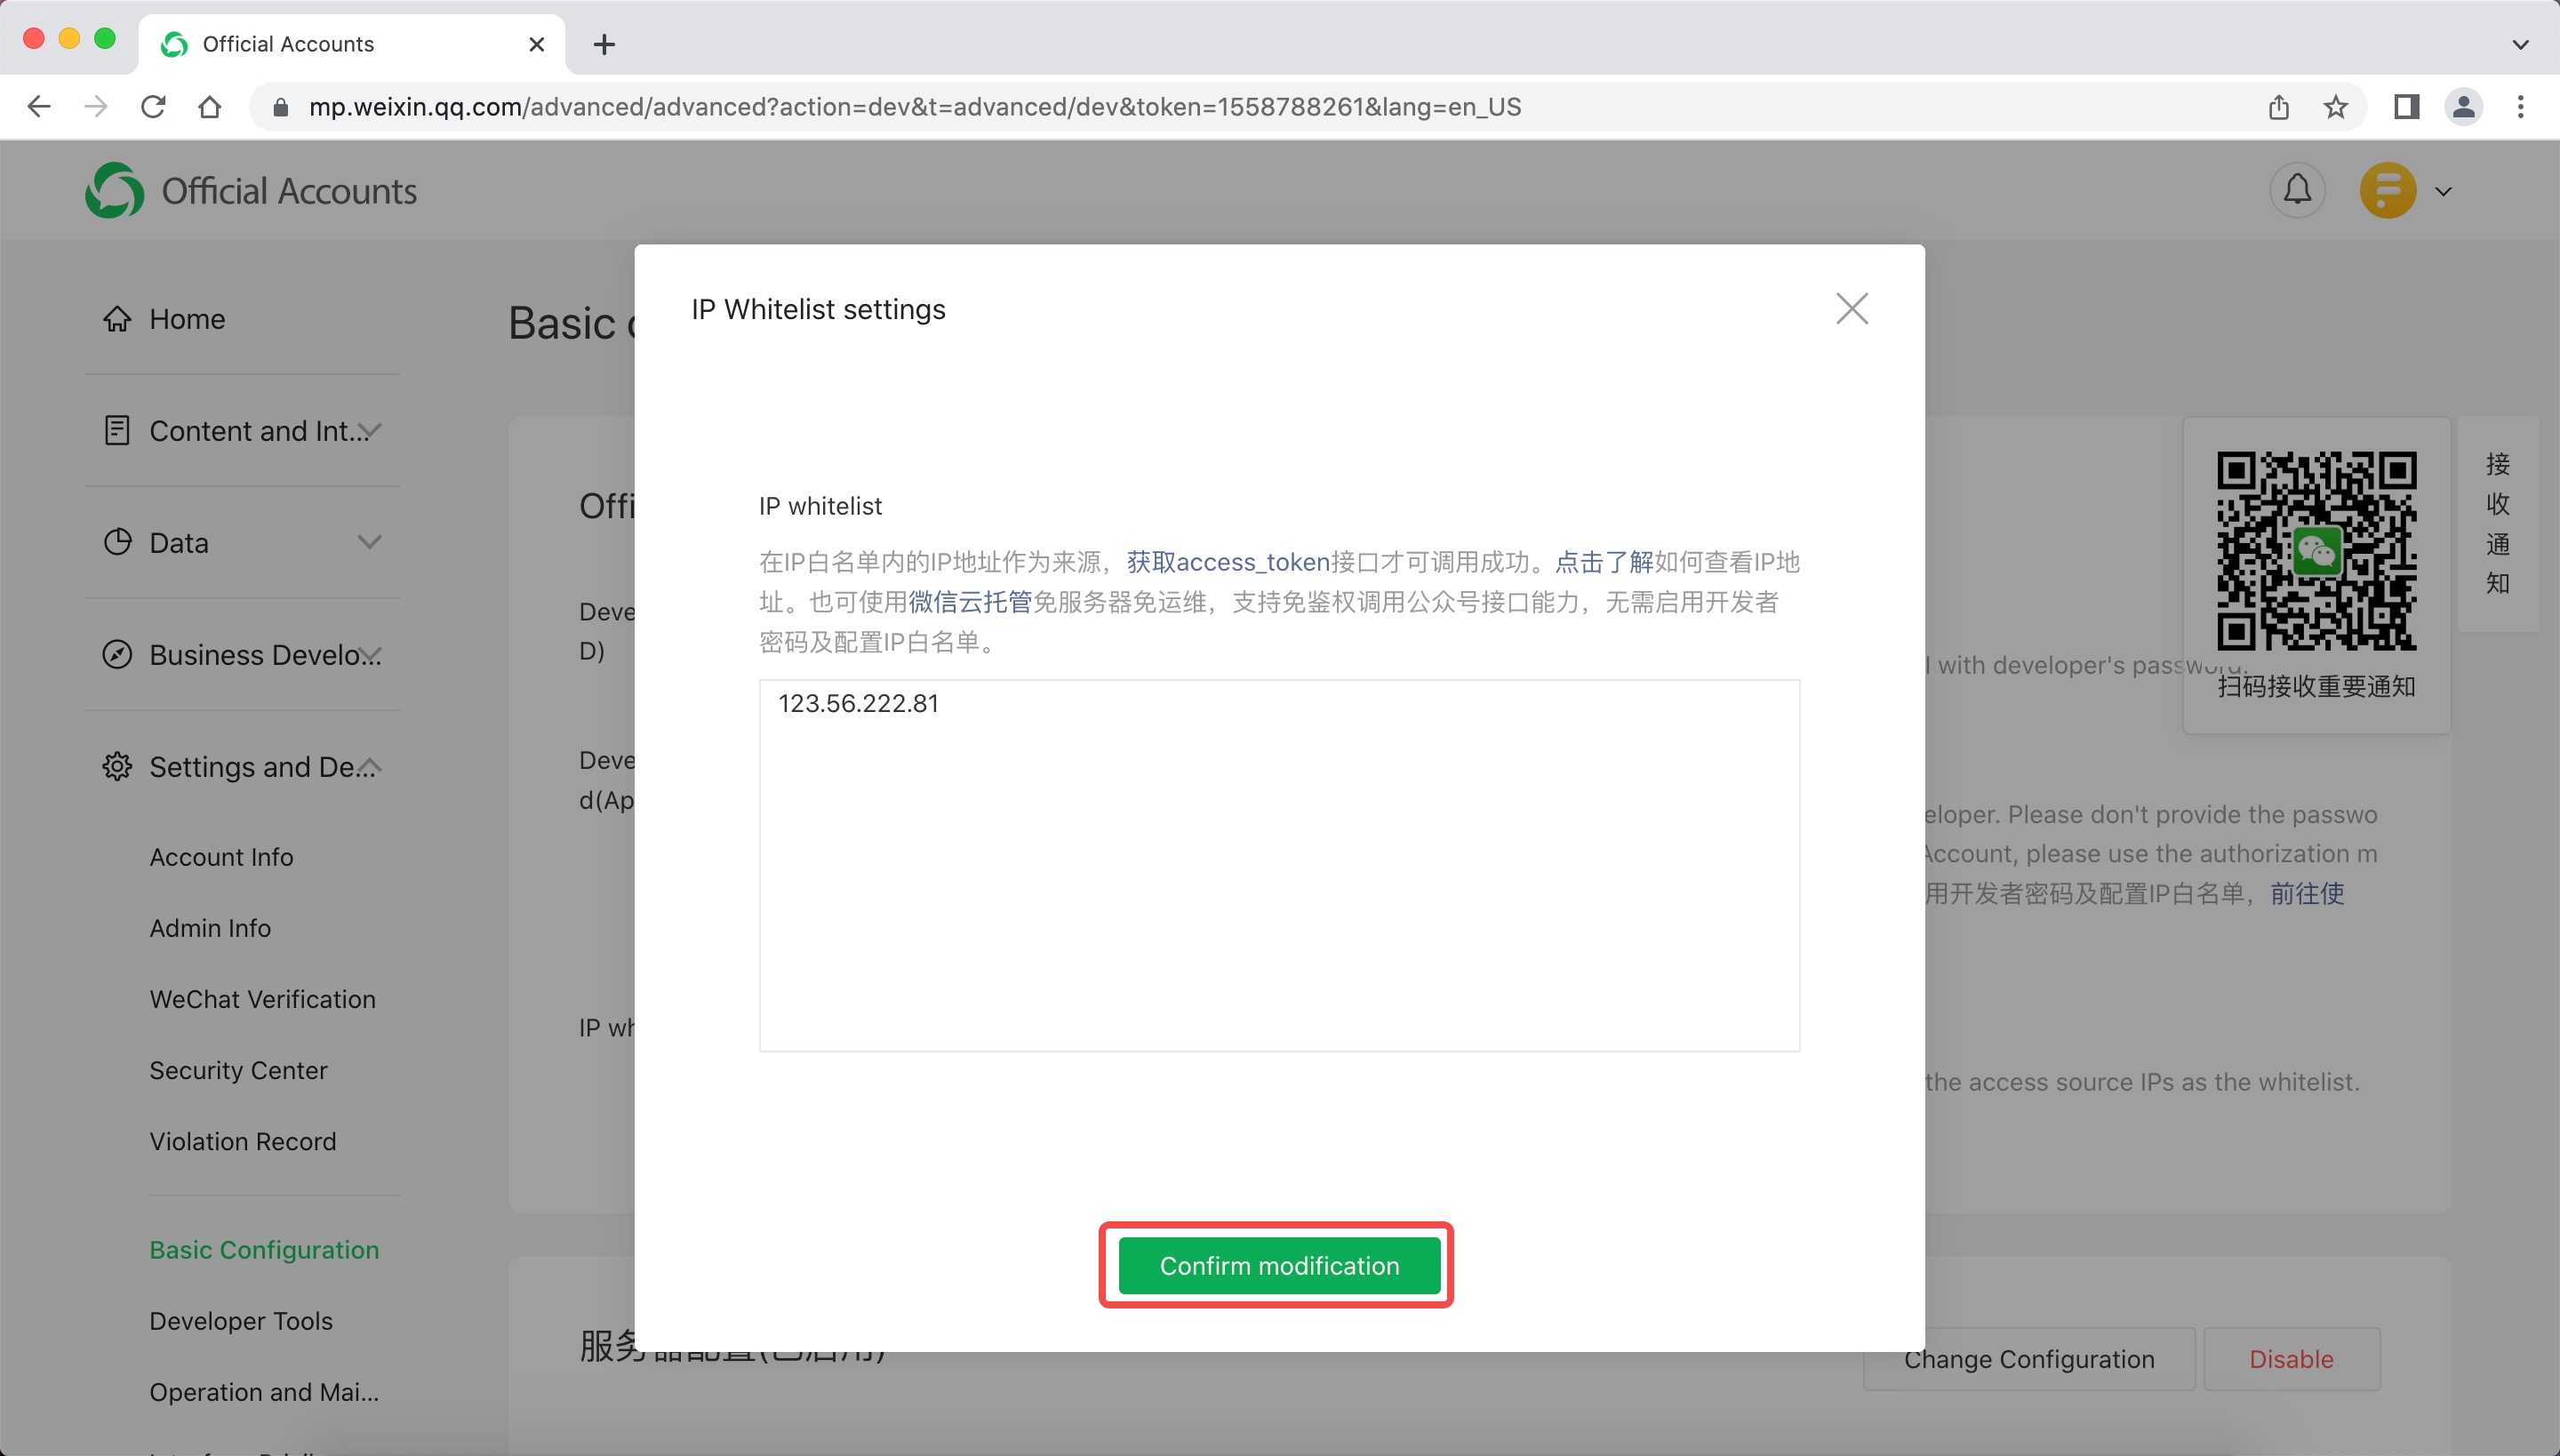 Official Accounts
mp.weixin.qq.com/advanced/advanced?action=dev&t=advanced/dev&token=1558788261&lang=en_US
Official Accounts
Home
Content and Int...
Data
Business Develo...
Settings and De...
Account Info
Admin Info
WeChat Verification
Security Center
Violation Record
Basic Configuration
Developer Tools
Operation and Mai...
Basic
Offi
Deve
D)
Deve
d(Ap
IP wh
IP Whitelist settings
IP whitelist
在IP白名单内的IP地址作为来源，获取access_token接口才可调用成功。点击了解如何查看IP地
址。也可使用微信云托管免服务器免运维，支持免鉴权调用公众号接口能力，无需启用开发者
密码及配置IP白名单。
123.56.222.81
Confirm modification
l with developer's password.
扫码接收重要通知
接
收
通
知
eloper. Please don't provide the passwo
Account, please use the authorization m
用开发者密码及配置IP白名单，前往使
the access source IPs as the whitelist.
服务器配置(已启用)
Change Configuration
Disable